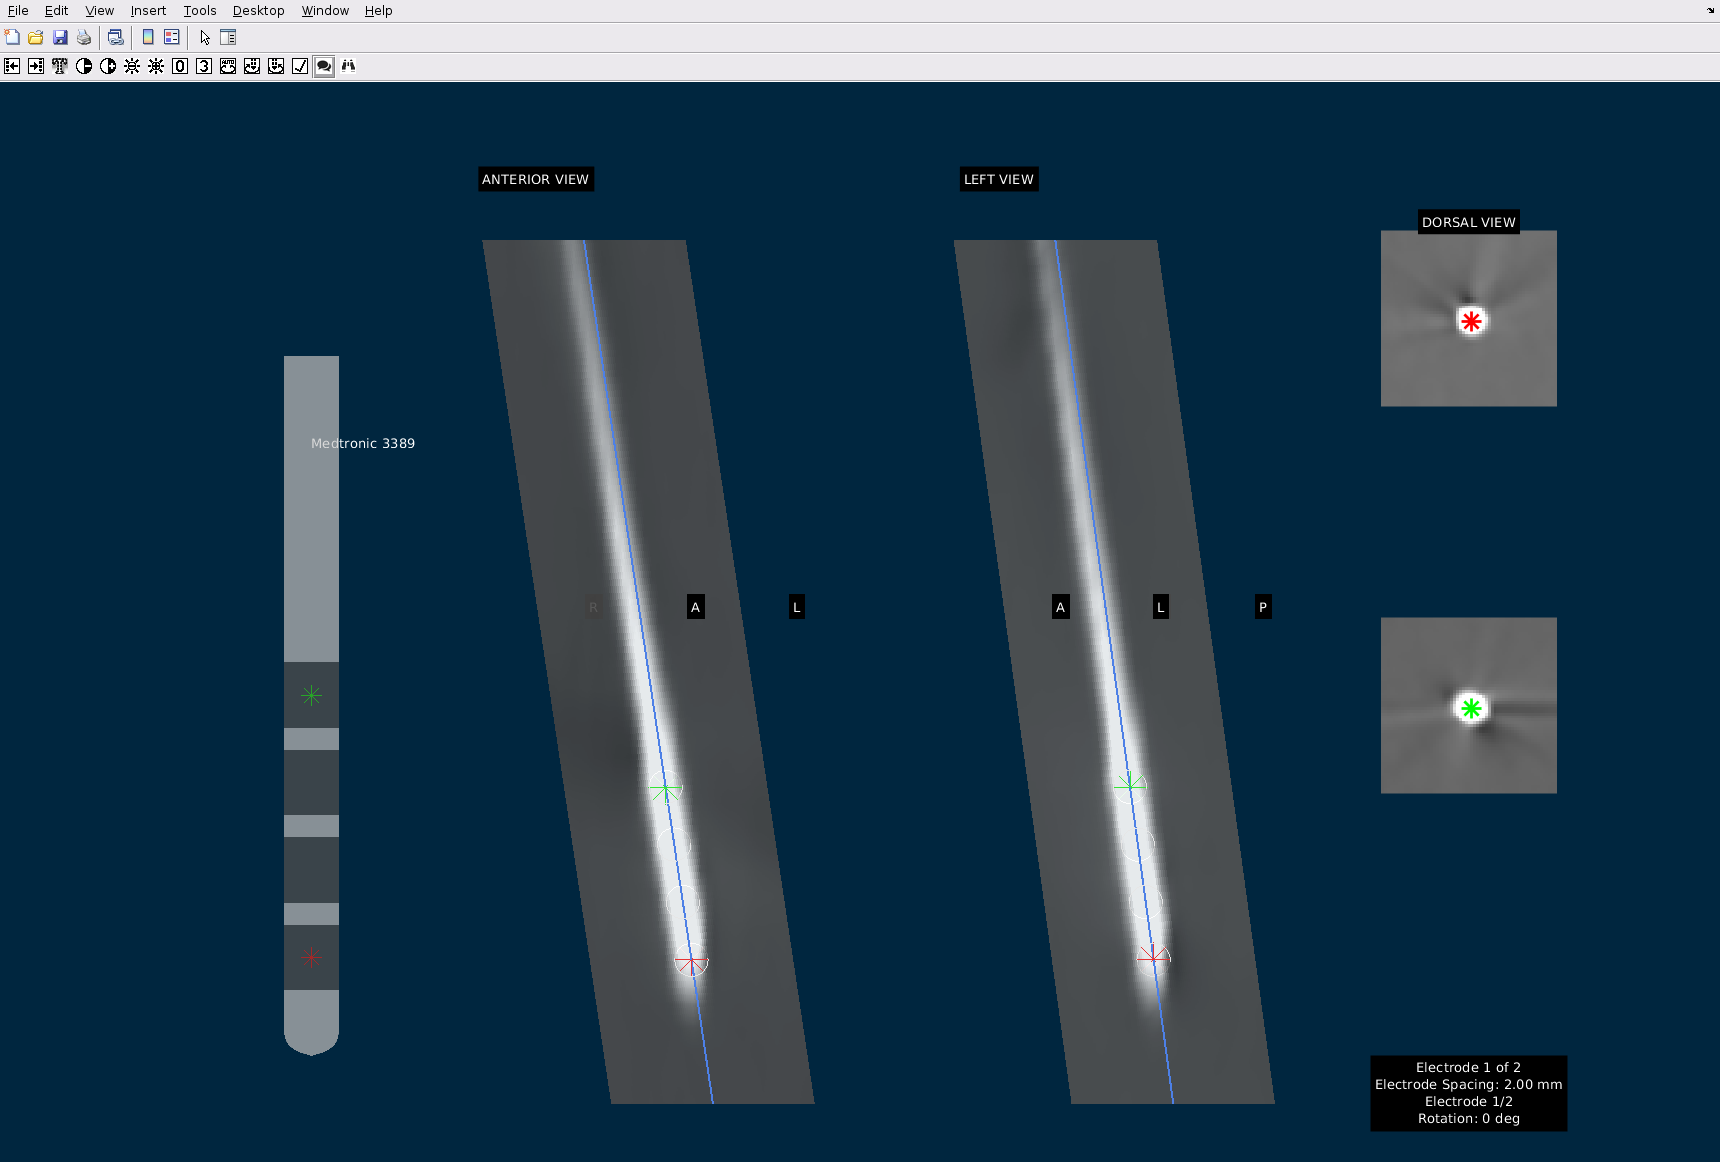 File Edit View Insert Tools Desktop Window Help
T 0 3 AUTO
ANTERIOR VIEW
LEFT VIEW
DORSAL VIEW
Medtronic 3389
R A L
A L P
Electrode 1 of 2
Electrode Spacing: 2.00 mm
Electrode 1/2
Rotation: 0 deg